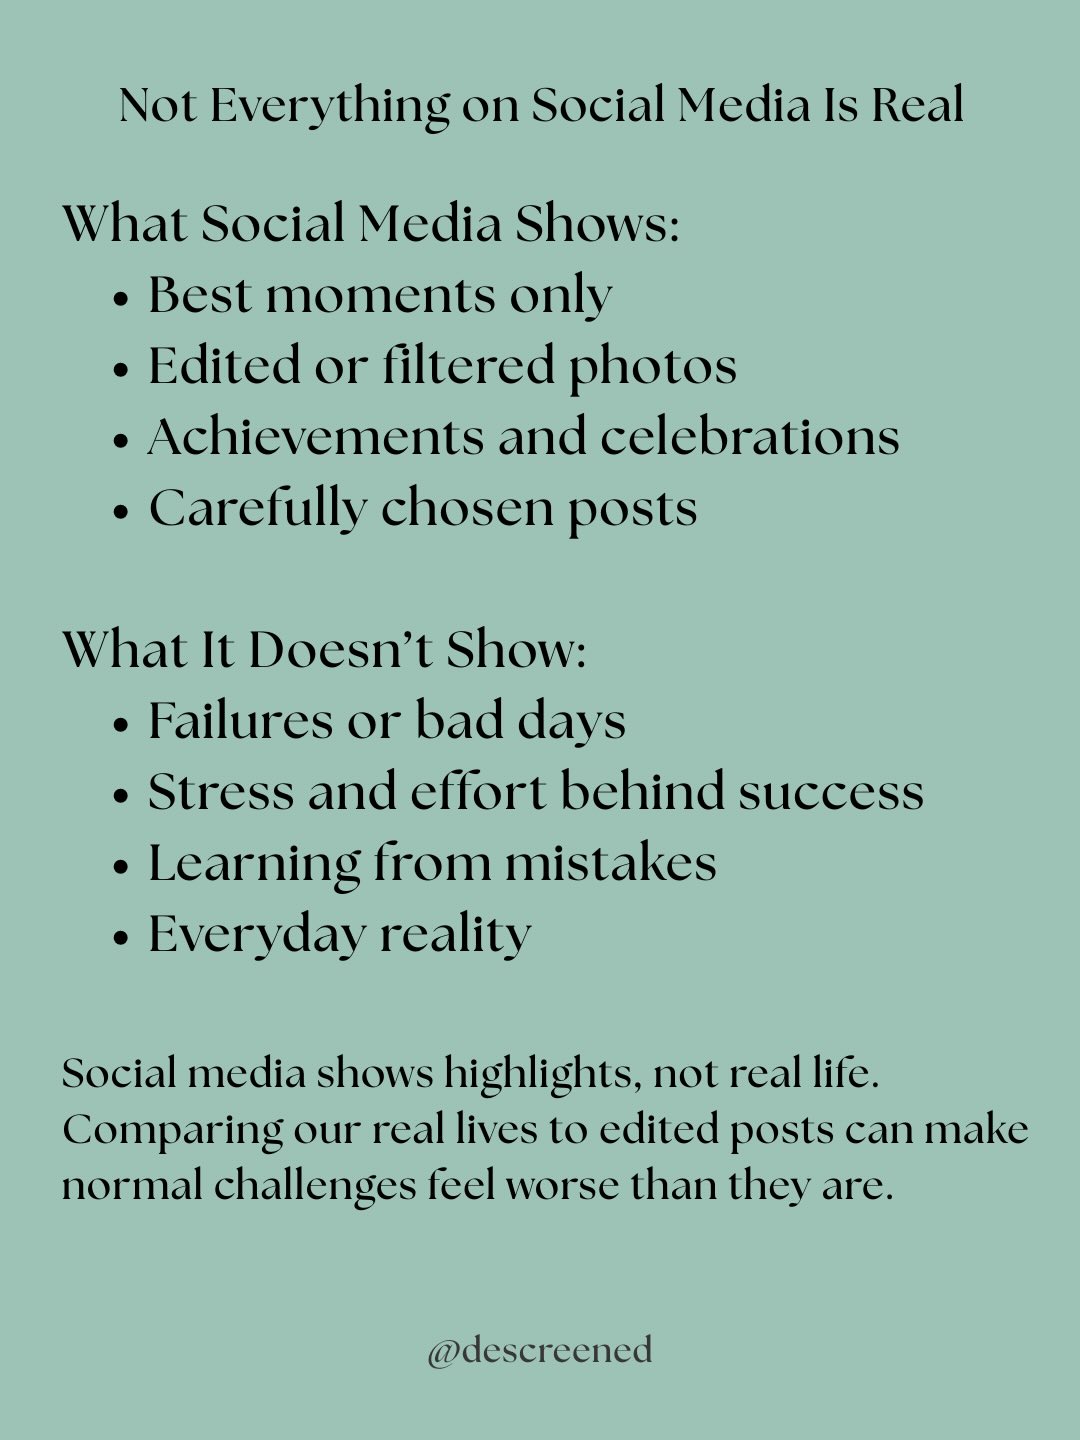 Not Everything on Social Media Is Real
What Social Media Shows:
• Best moments only
• Edited or filtered photos
• Achievements and celebrations
• Carefully chosen posts
What It Doesn’t Show:
• Failures or bad days
• Stress and effort behind success
• Learning from mistakes
• Everyday reality
Social media shows highlights, not real life.
Comparing our real lives to edited posts can make
normal challenges feel worse than they are.
@descreened